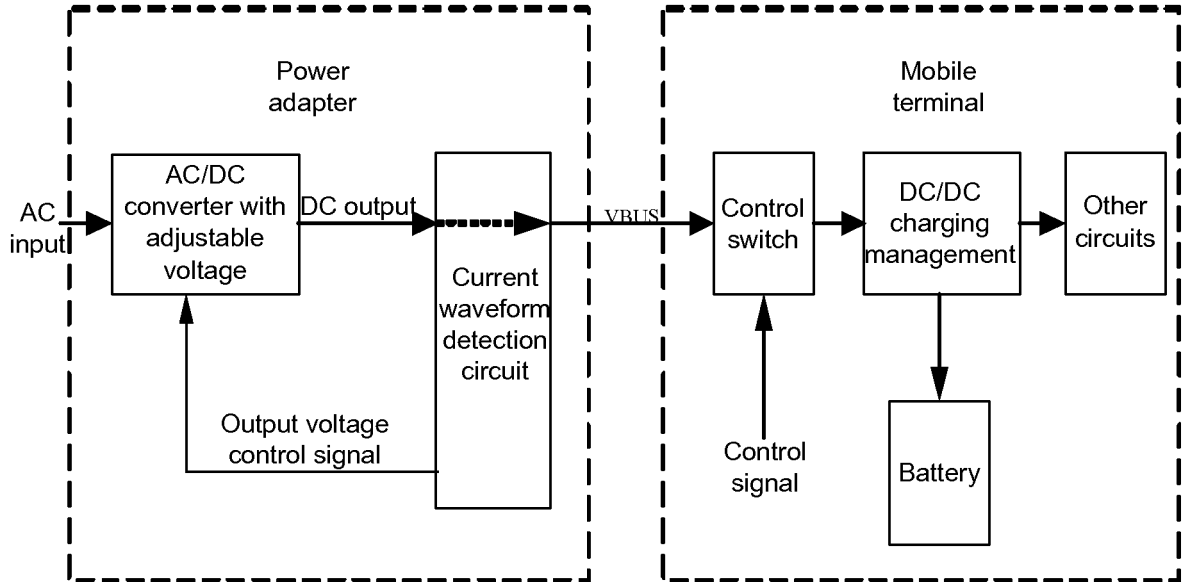 Power
adapter
Mobile
terminal
AC
input
AC/DC
converter with
adjustable
voltage
DC output
Current
waveform
detection
circuit
Output voltage
control signal
VBUS
Control
switch
Control
signal
DC/DC
charging
management
Other
circuits
Battery